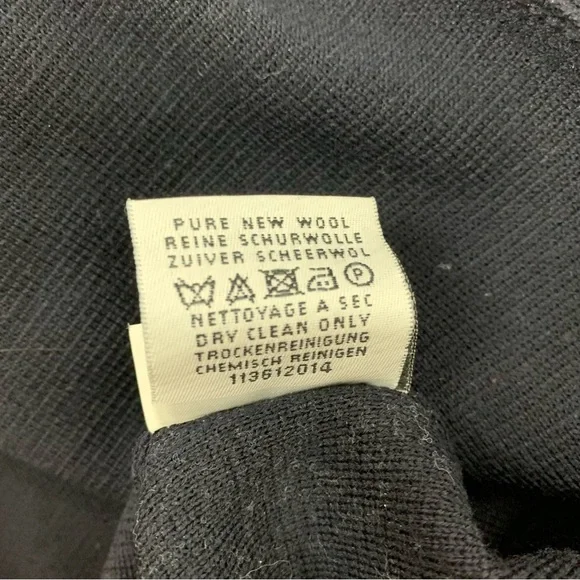 PURE NEW WOOL
REINE SCHURWOLLE
ZUIVER SCHEERWOL
P
NETTOYAGE A SEC
DRY CLEAN ONLY
TROCKENREINIGUNG
CHEMISCH REINIGEN
113612014